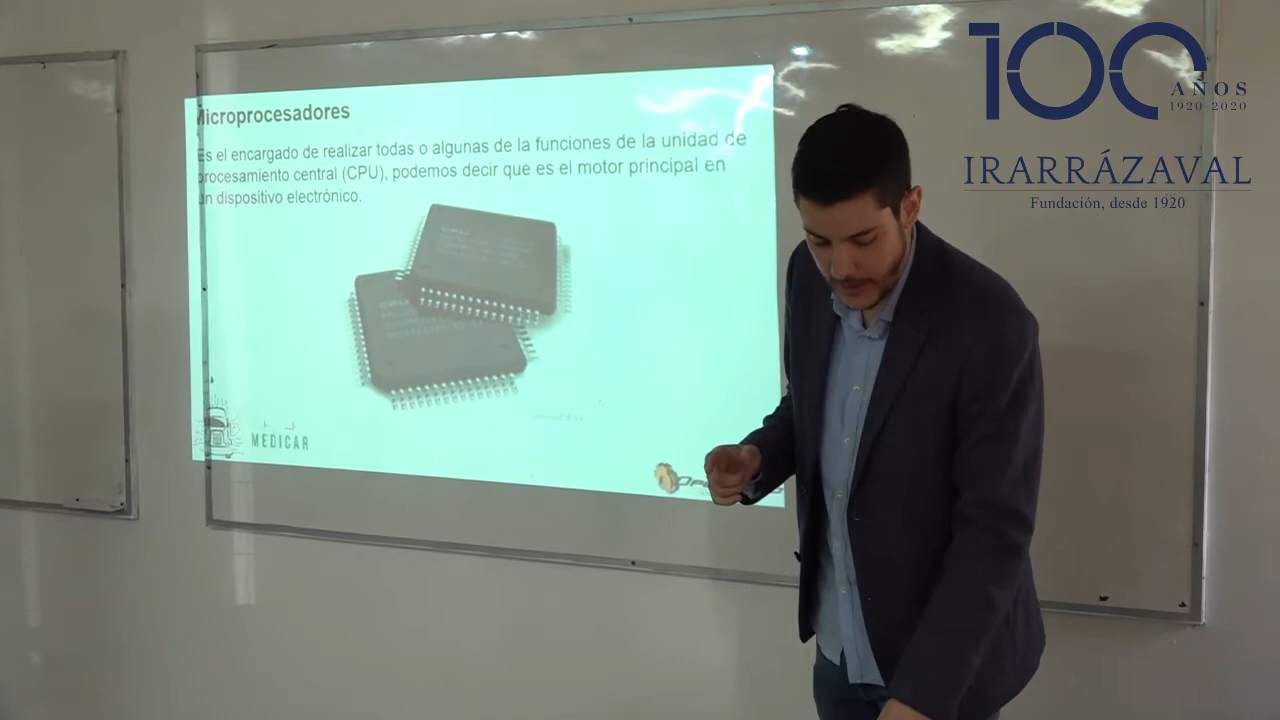 Microprocesadores
Es el encargado de realizar todas o algunas de la funciones de la unidad de
procesamiento central (CPU), podemos decir que es el motor principal en
un dispositivo electrónico.
MEDICAR
100
AÑOS
1920-2020
IRARRÁZAVAL
Fundación, desde 1920